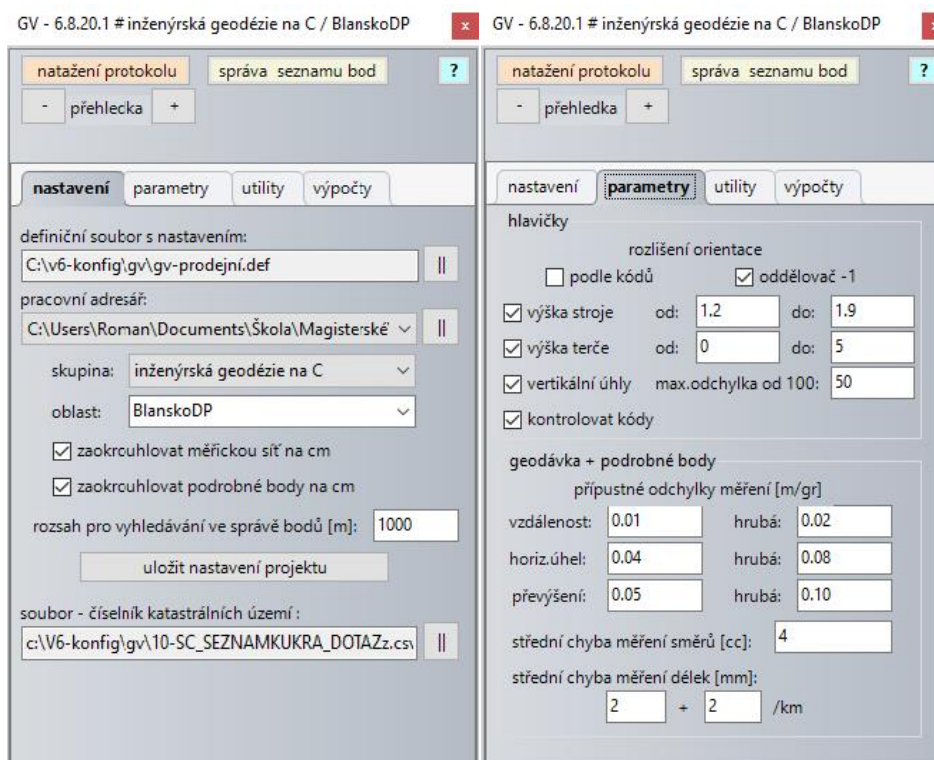 GV - 6.8.20.1 # inženýrská geodézie na C / BlanskoDP x
natažení protokolu správa seznamu bod ?
- přehlecka +
nastavení parametry utility výpočty
definiční soubor s nastavením:
C:\v6-konfig\gv\gv-prodejní.def ||
pracovní adresář:
C:\Users\Roman\Documents\Škola\Magisterské\ ||
skupina: inženýrská geodézie na C
oblast: BlanskoDP
zaokrouhlovat měřickou síť na cm
zaokrouhlovat podrobné body na cm
rozsah pro vyhledávání ve správě bodů [m]: 1000
uložit nastavení projektu
soubor - číselník katastrálních území :
c:\V6-konfig\gv\10-SC_SEZNAMKUKRA_DOTAZz.csv ||
GV - 6.8.20.1 # inženýrská geodézie na C / BlanskoDP
natažení protokolu správa seznamu bod ?
- přehledka +
nastavení parametry utility výpočty
hlavičky
rozlišení orientace
podle kódů oddělovač -1
výška stroje od: 1.2 do: 1.9
výška terče od: 0 do: 5
vertikální úhly max.odchylka od 100: 50
kontrolovat kódy
geodávka + podrobné body
přípustné odchylky měření [m/gr]
vzdálenost: 0.01 hrubá: 0.02
horiz.úhel: 0.04 hrubá: 0.08
převýšení: 0.05 hrubá: 0.10
střední chyba měření směrů [cc]: 4
střední chyba měření délek [mm]:
2 + 2 /km